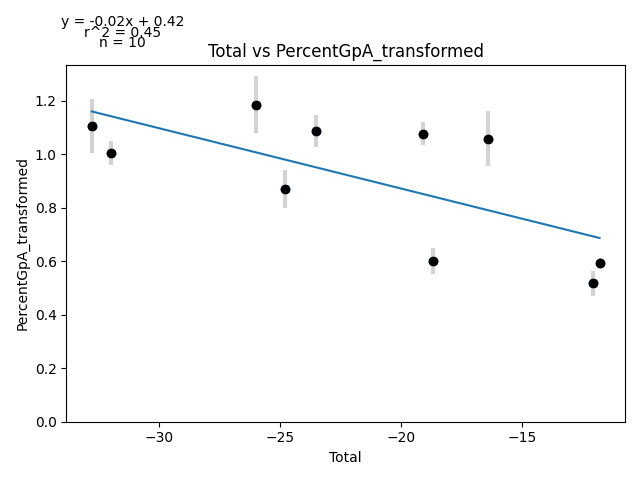 y = -0.02x + 0.42
r^2 = 0.45
n = 10
Total vs PercentGpA_transformed
PercentGpA_transformed
1.2
1.0
0.8
0.6
0.4
0.2
0.0
−30
−25
−20
−15
Total